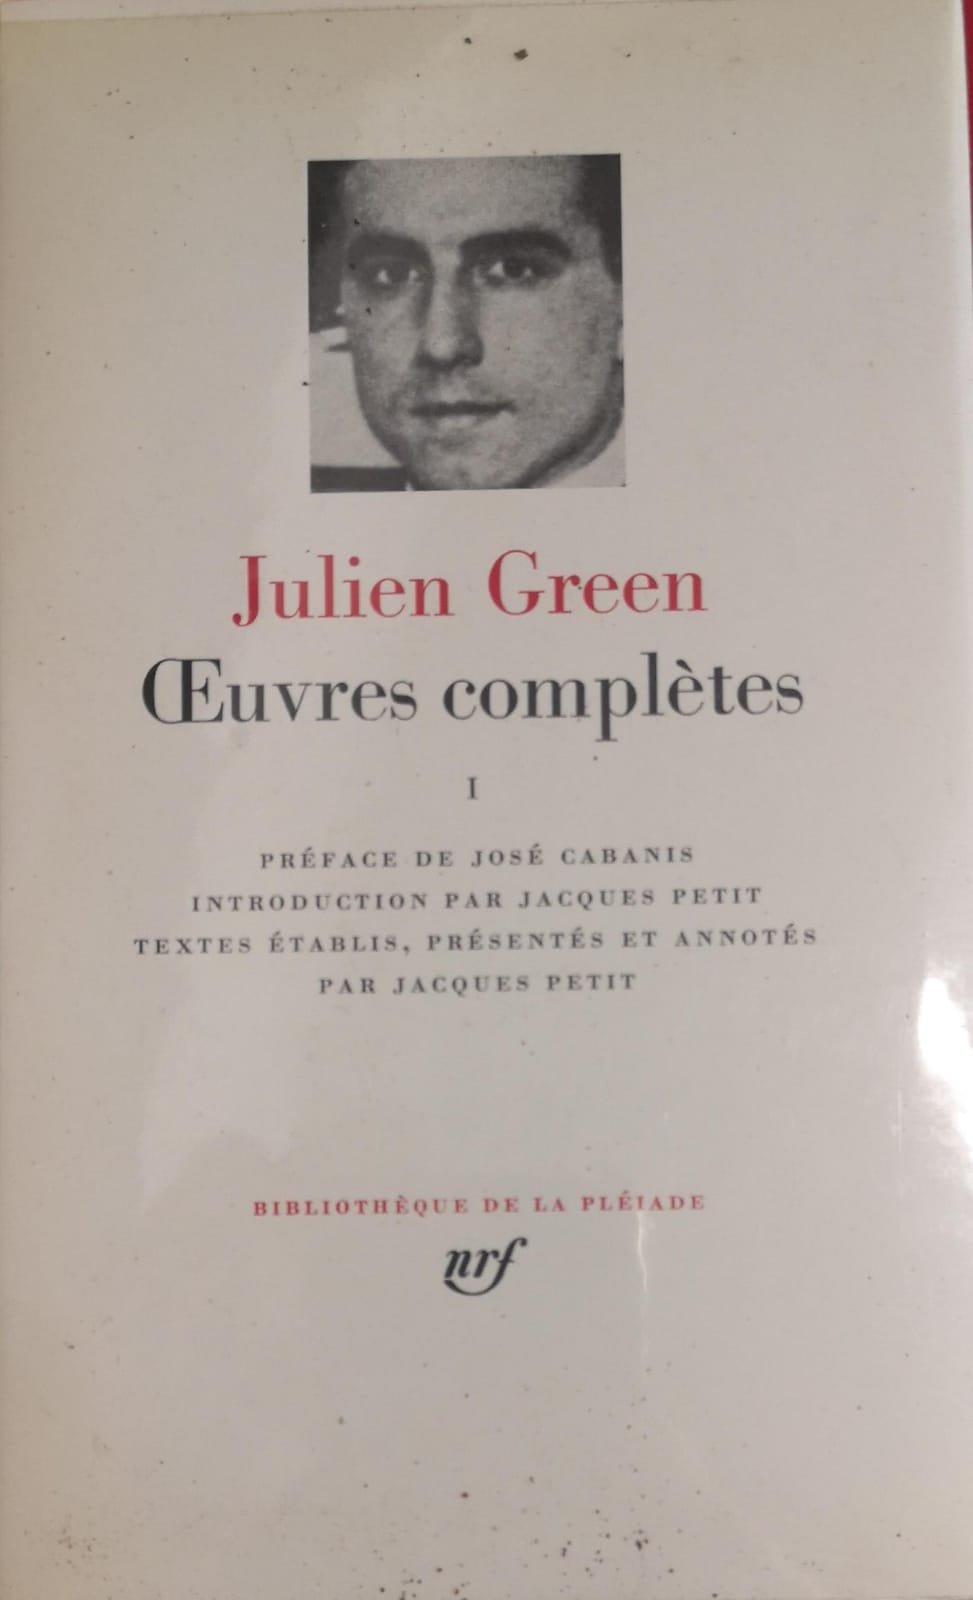 Julien Green
Œuvres complètes
I
PRÉFACE DE JOSÉ CABANIS
INTRODUCTION PAR JACQUES PETIT
TEXTES ÉTABLIS, PRÉSENTÉS ET ANNOTÉS
PAR JACQUES PETIT
BIBLIOTHÈQUE DE LA PLÉIADE
nrf